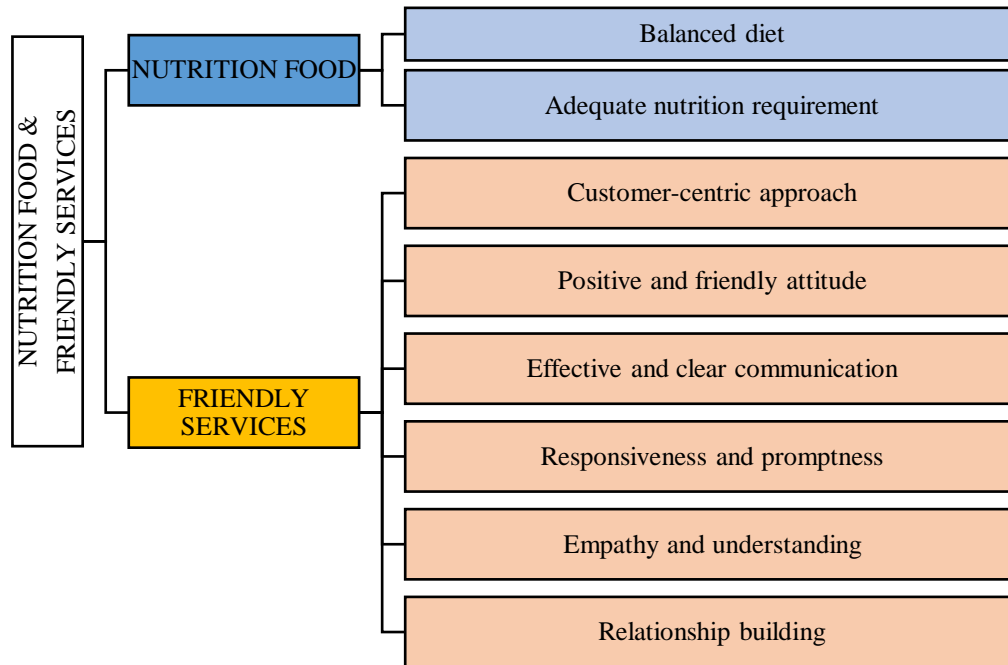 NUTRITION FOOD &
FRIENDLY SERVICES
NUTRITION FOOD
Balanced diet
Adequate nutrition requirement
FRIENDLY
SERVICES
Customer-centric approach
Positive and friendly attitude
Effective and clear communication
Responsiveness and promptness
Empathy and understanding
Relationship building